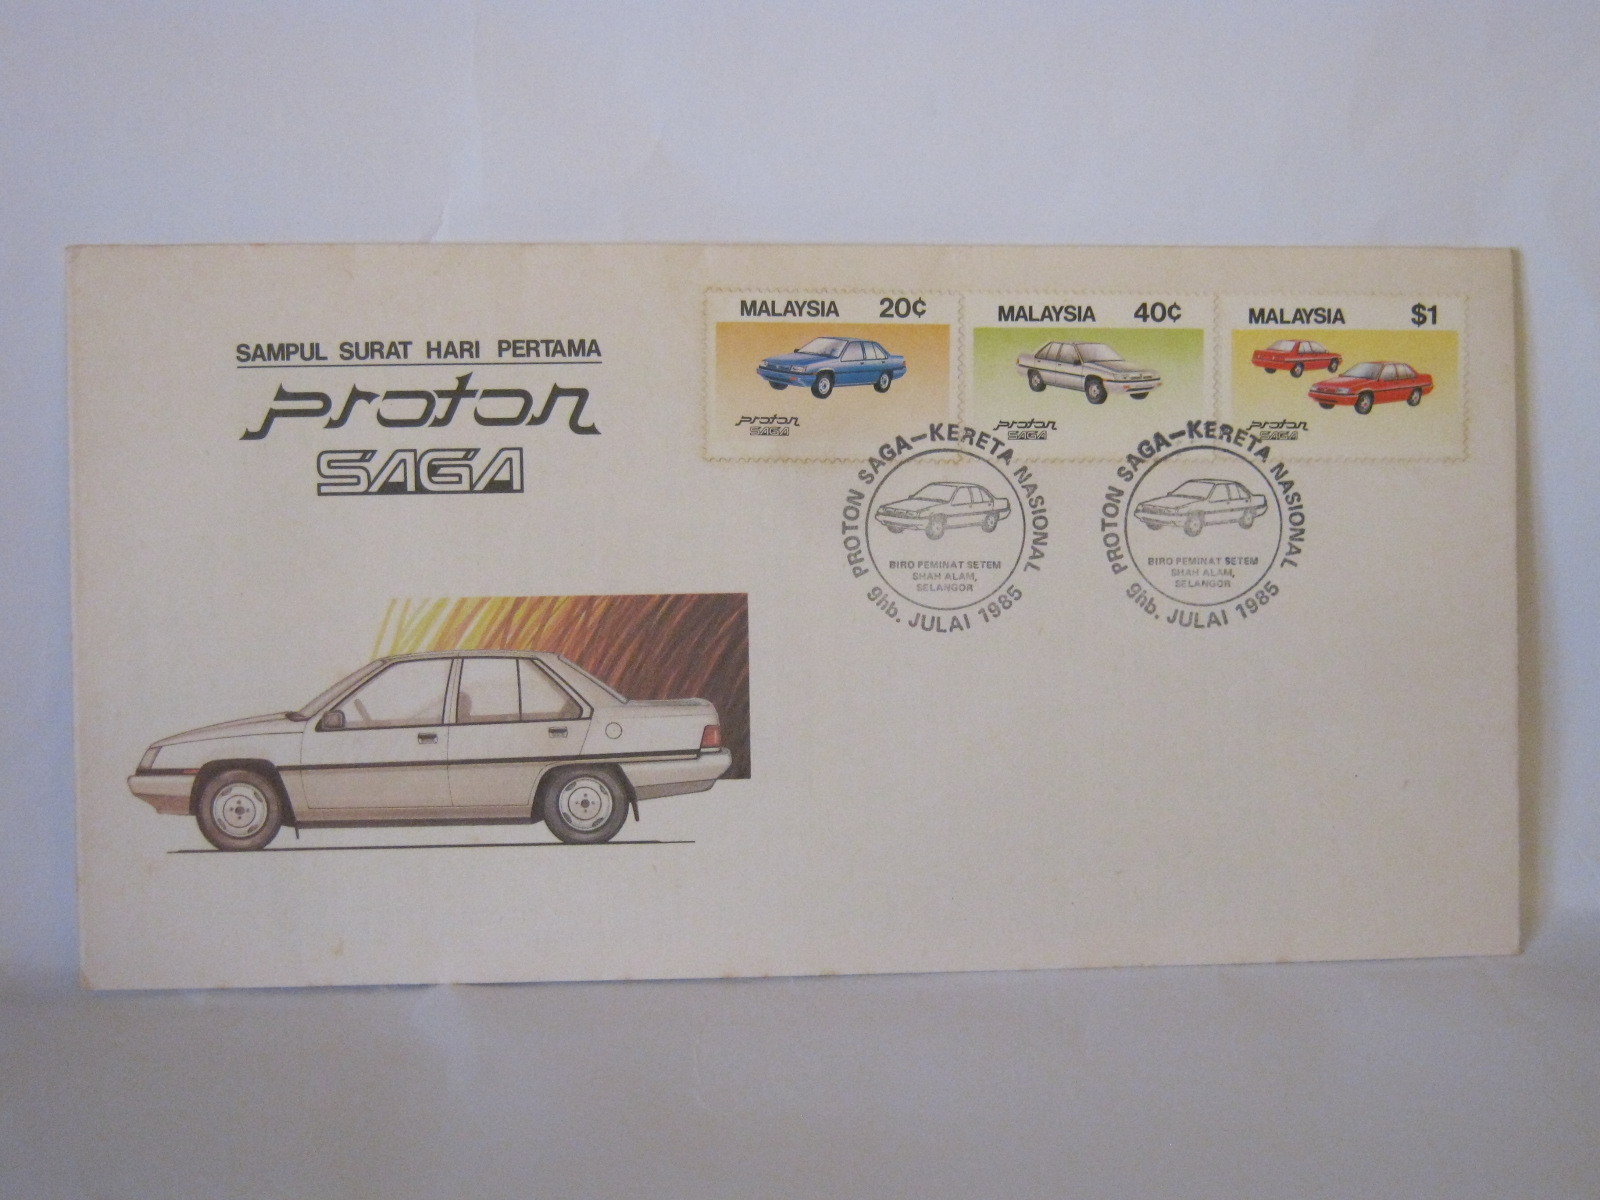 SAMPUL SURAT HARI PERTAMA
proton
SAGA
MALAYSIA 20¢
proton
SAGA
MALAYSIA 40¢
proton
SAGA
MALAYSIA $1
proton
SAGA
PROTON SAGA—KERETA NASIONAL
BIRO PEMINAT SETEM
SHAH ALAM,
SELANGOR
9hb. JULAI 1985
PROTON SAGA—KERETA NASIONAL
BIRO PEMINAT SETEM
SHAH ALAM,
SELANGOR
9hb. JULAI 1985